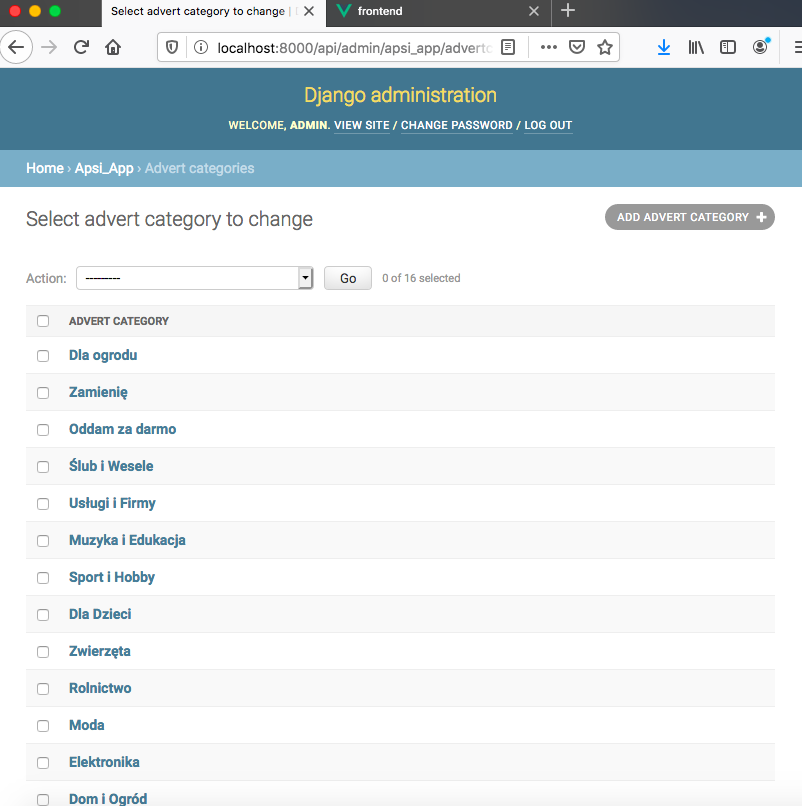 Select advert category to change |
frontend
localhost:8000/api/admin/apsi_app/adverto
Django administration
WELCOME, ADMIN. VIEW SITE / CHANGE PASSWORD / LOG OUT
Home › Apsi_App › Advert categories
Select advert category to change
ADD ADVERT CATEGORY +
Action: --------- Go 0 of 16 selected
ADVERT CATEGORY
Dla ogrodu
Zamienię
Oddam za darmo
Ślub i Wesele
Usługi i Firmy
Muzyka i Edukacja
Sport i Hobby
Dla Dzieci
Zwierzęta
Rolnictwo
Moda
Elektronika
Dom i Ogród